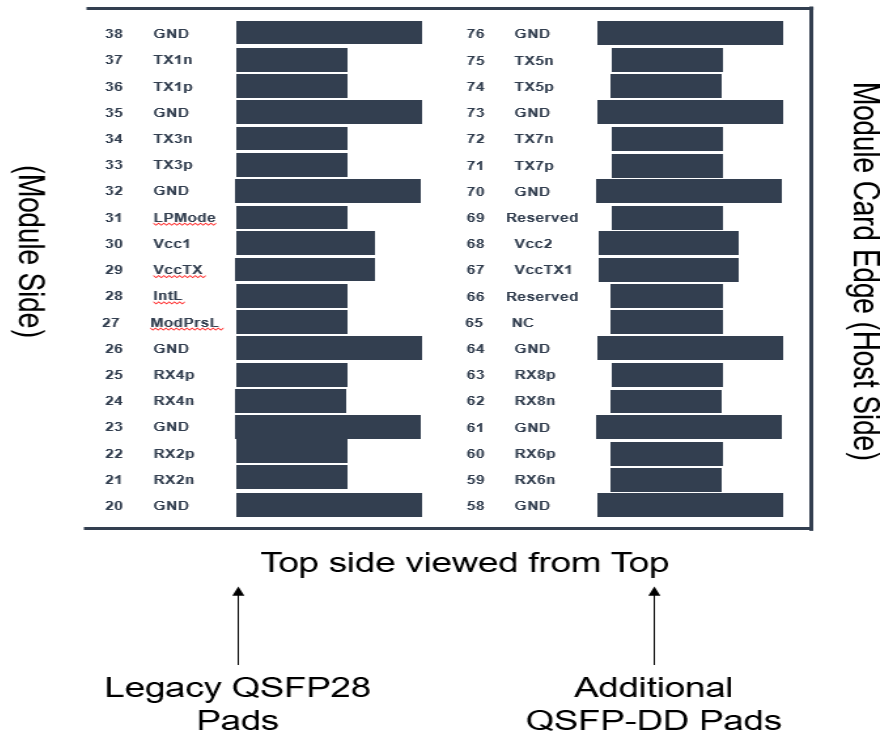 38 GND 76 GND
37 TX1n 75 TX5n
36 TX1p 74 TX5p
35 GND 73 GND
34 TX3n 72 TX7n
33 TX3p 71 TX7p
32 GND 70 GND
31 LPMode 69 Reserved
30 Vcc1 68 Vcc2
29 VccTX 67 VccTX1
28 IntL 66 Reserved
27 ModPrsL 65 NC
26 GND 64 GND
25 RX4p 63 RX8p
24 RX4n 62 RX8n
23 GND 61 GND
22 RX2p 60 RX6p
21 RX2n 59 RX6n
20 GND 58 GND
(Module Side)
Module Card Edge (Host Side)
Top side viewed from Top
Legacy QSFP28
Pads
Additional
QSFP-DD Pads